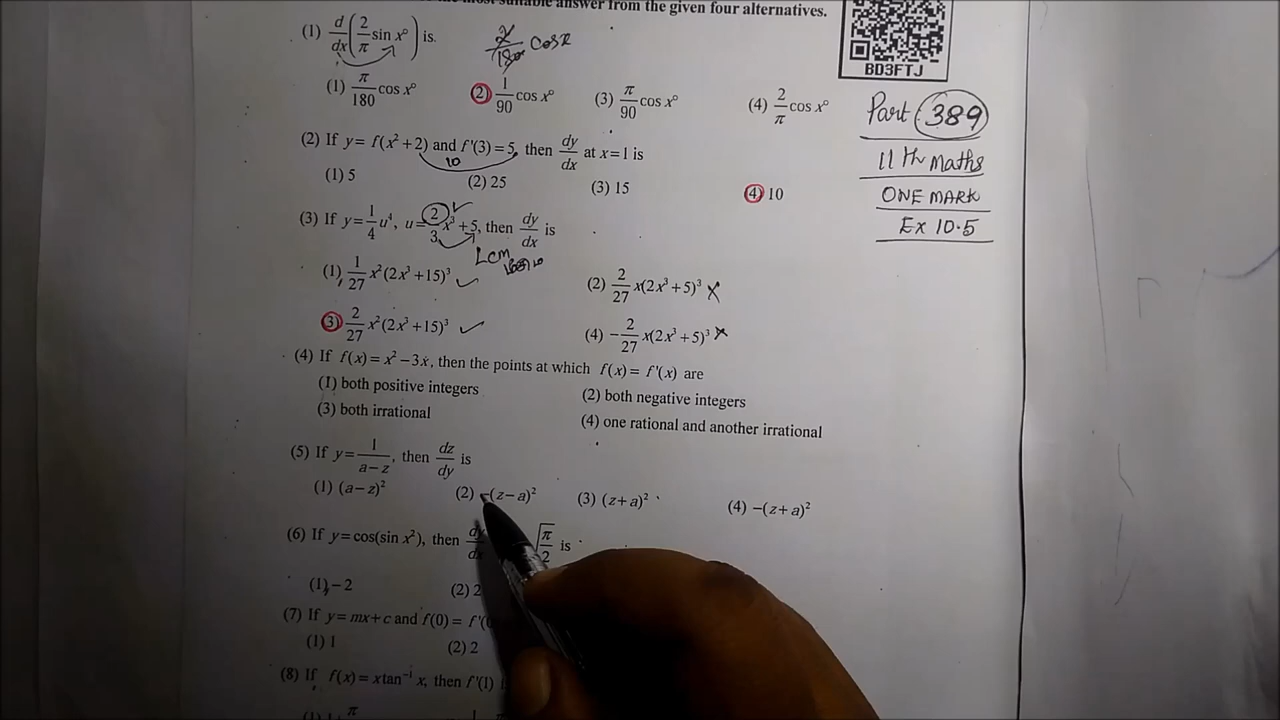 most suitable answer from the given four alternatives.
BD3FTJ
(1) d/dx(2/π sin x°) is.
x/180 cos x
(1) π/180 cos x° (2) 1/90 cos x° (3) π/90 cos x° (4) 2/π cos x°
Part 389
11th maths
ONE MARK
Ex 10.5
(2) If y = f(x² + 2) and f'(3) = 5, then dy/dx at x = 1 is
10
(1) 5 (2) 25 (3) 15 (4) 10
(3) If y = 1/4 u⁴, u = 2/3 x³ + 5, then dy/dx is
LCM
(1) 1/27 x²(2x³ + 15)³ (2) 2/27 x(2x³ + 5)³
(3) 2/27 x²(2x³ + 15)³ (4) −2/27 x(2x³ + 5)³
(4) If f(x) = x² − 3x, then the points at which f(x) = f'(x) are
(1) both positive integers (2) both negative integers
(3) both irrational (4) one rational and another irrational
(5) If y = 1/(a−z), then dz/dy is
(1) (a−z)² (2) −(z−a)² (3) (z+a)² (4) −(z+a)²
(6) If y = cos(sin x²), then dy/dx √π/2 is
(1) −2 (2) 2
(7) If y = mx + c and f(0) = f'(
(1) 1 (2) 2
(8) If f(x) = x tan⁻¹ x, then f'(1)